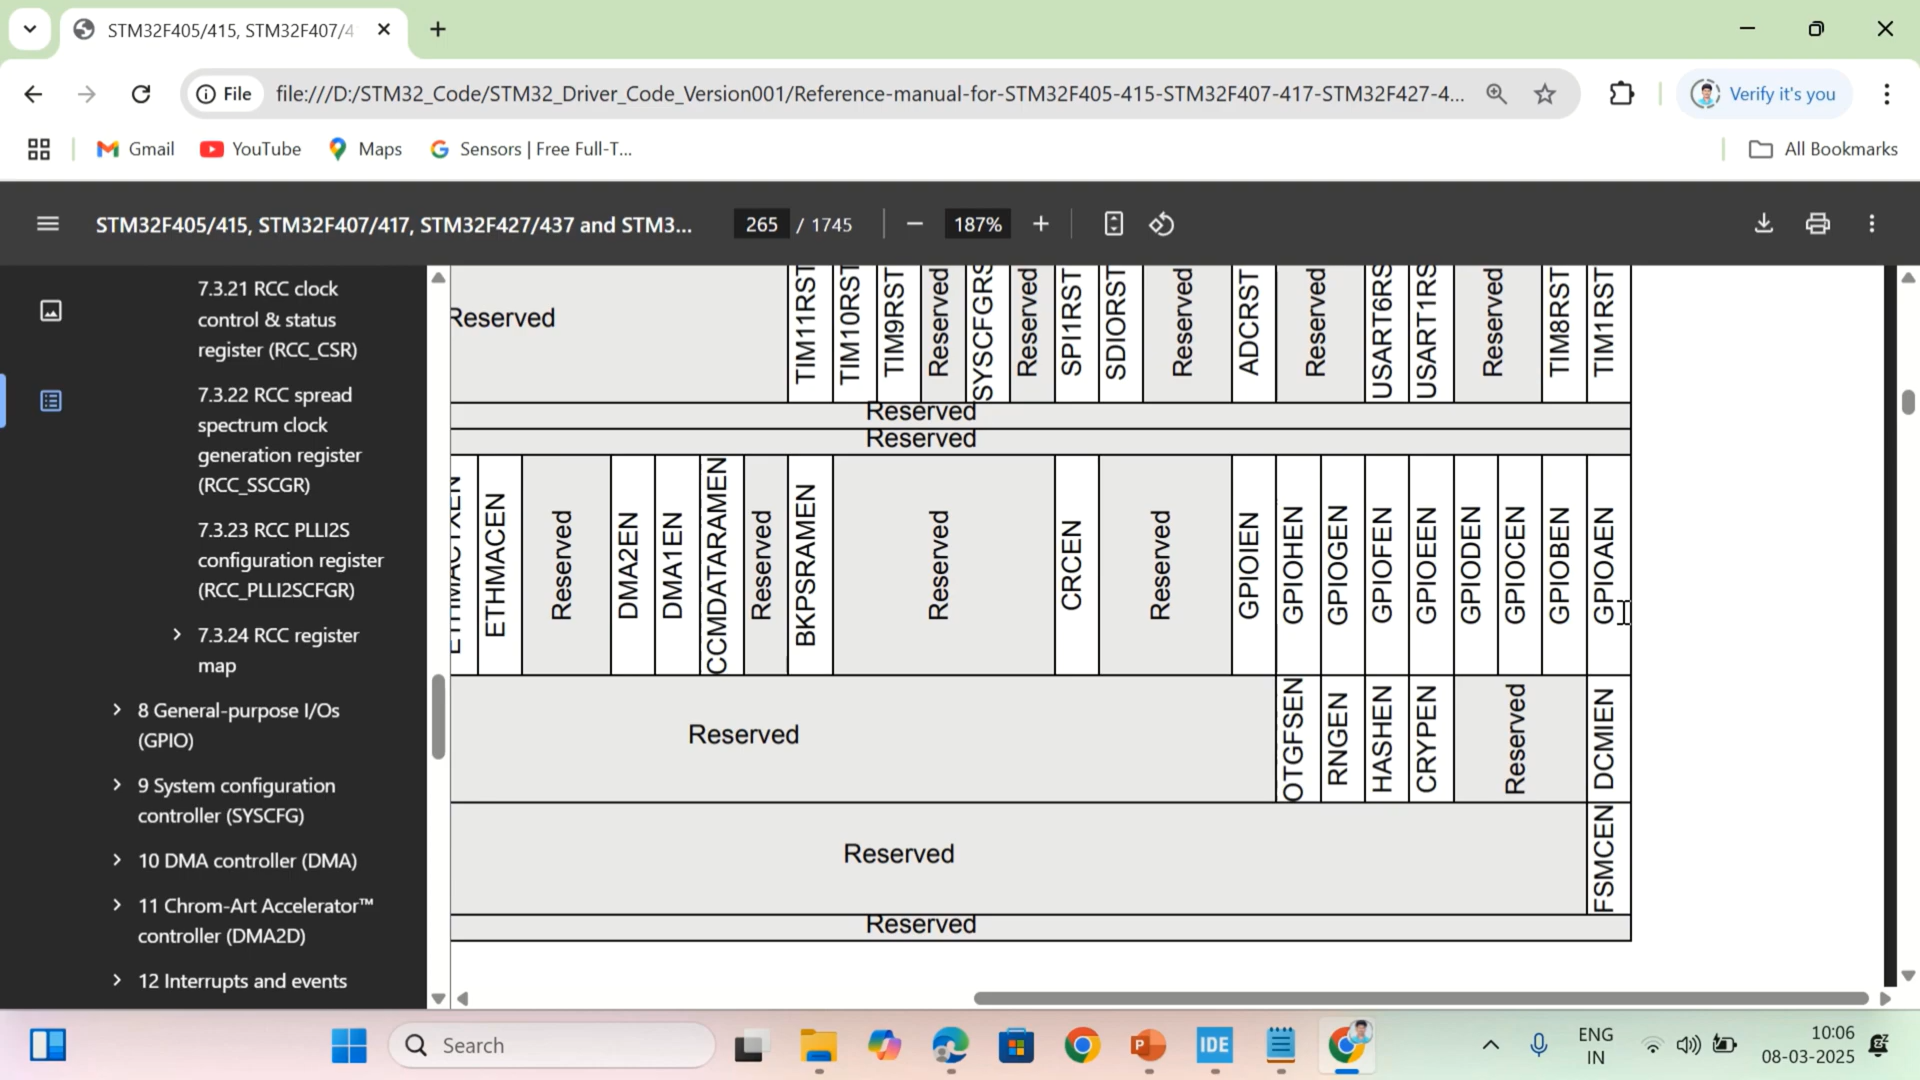 STM32F405/415, STM32F407/4
File
file:///D:/STM32_Code/STM32_Driver_Code_Version001/Reference-manual-for-STM32F405-415-STM32F407-417-STM32F427-4...
Verify it's you
Gmail
YouTube
Maps
Sensors | Free Full-T...
All Bookmarks
STM32F405/415, STM32F407/417, STM32F427/437 and STM3...
265 / 1745
187%
7.3.21 RCC clock
control & status
register (RCC_CSR)
7.3.22 RCC spread
spectrum clock
generation register
(RCC_SSCGR)
7.3.23 RCC PLLI2S
configuration register
(RCC_PLLI2SCFGR)
7.3.24 RCC register
map
8 General-purpose I/Os
(GPIO)
9 System configuration
controller (SYSCFG)
10 DMA controller (DMA)
11 Chrom-Art Accelerator™
controller (DMA2D)
12 Interrupts and events
Reserved
TIM11RST
TIM10RST
TIM9RST
Reserved
SYSCFGRS
Reserved
SPI1RST
SDIORST
Reserved
ADCRST
Reserved
USART6RS
USART1RS
Reserved
TIM8RST
TIM1RST
Reserved
Reserved
ETHMACTXEN
ETHMACEN
Reserved
DMA2EN
DMA1EN
CCMDATARAMEN
Reserved
BKPSRAMEN
Reserved
CRCEN
Reserved
GPIOIEN
GPIOHEN
GPIOGEN
GPIOFEN
GPIOEEN
GPIODEN
GPIOCEN
GPIOBEN
GPIOAEN
Reserved
OTGFSEN
RNGEN
HASHEN
CRYPEN
Reserved
DCMIEN
Reserved
FSMCEN
Reserved
Search
IDE
ENG
IN
10:06
08-03-2025